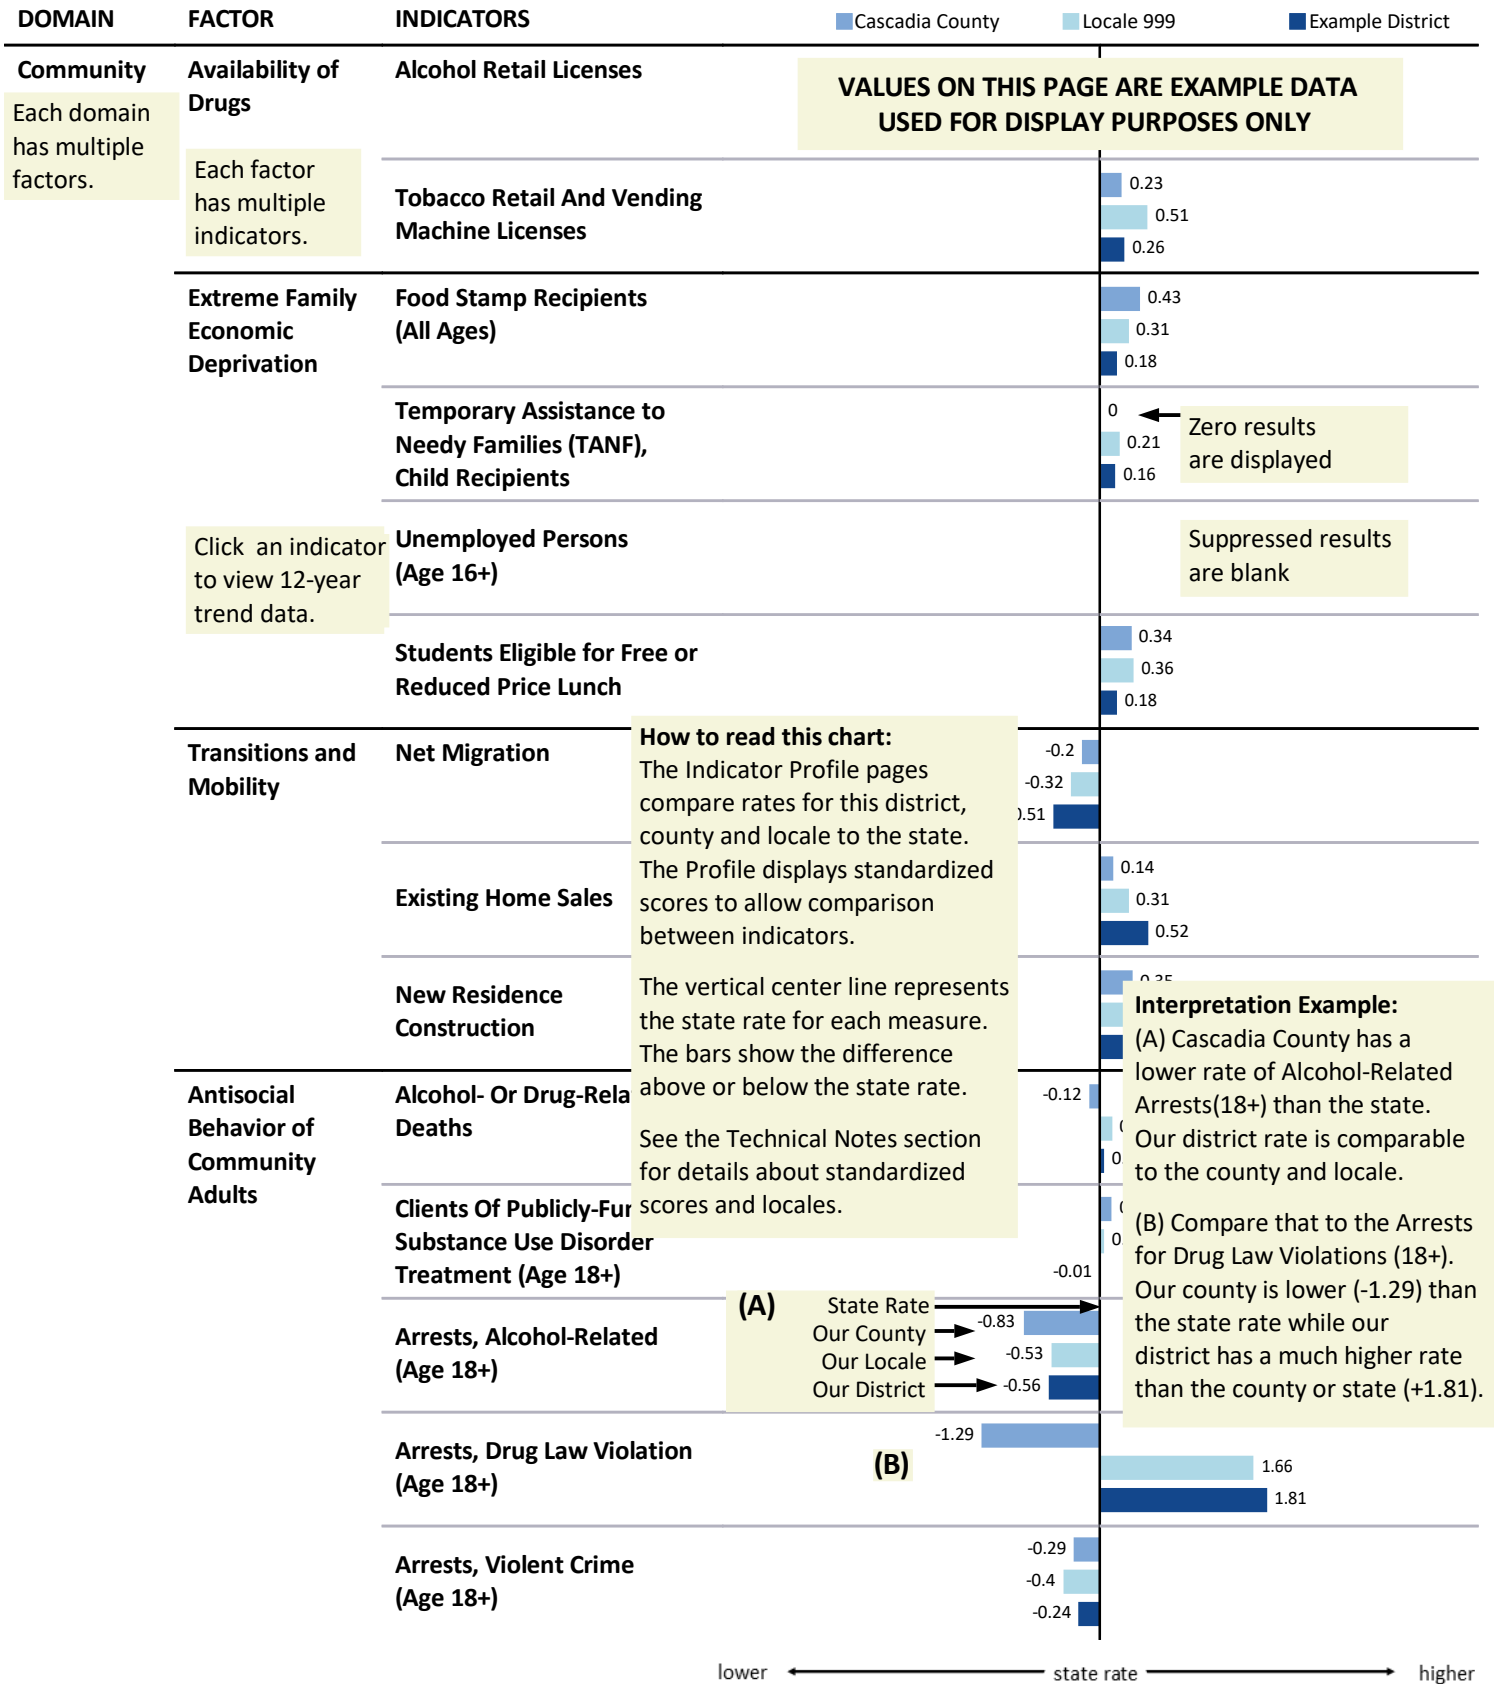 DOMAIN FACTOR INDICATORS Cascadia County Locale 999 Example District
Community
Each domain
has multiple
factors.
Availability of
Drugs
Each factor
has multiple
indicators.
Alcohol Retail Licenses
VALUES ON THIS PAGE ARE EXAMPLE DATA
USED FOR DISPLAY PURPOSES ONLY
Tobacco Retail And Vending
Machine Licenses
0.23
0.51
0.26
Extreme Family
Economic
Deprivation
Food Stamp Recipients
(All Ages)
0.43
0.31
0.18
Temporary Assistance to
Needy Families (TANF),
Child Recipients
0
0.21
0.16
Zero results
are displayed
Click an indicator
to view 12-year
trend data.
Unemployed Persons
(Age 16+)
Suppressed results
are blank
Students Eligible for Free or
Reduced Price Lunch
0.34
0.36
0.18
Transitions and
Mobility
Net Migration
-0.2
-0.32
.51
How to read this chart:
The Indicator Profile pages
compare rates for this district,
county and locale to the state.
The Profile displays standardized
scores to allow comparison
between indicators.
The vertical center line represents
the state rate for each measure.
The bars show the difference
above or below the state rate.
See the Technical Notes section
for details about standardized
scores and locales.
Existing Home Sales
0.14
0.31
0.52
New Residence
Construction
Interpretation Example:
(A) Cascadia County has a
lower rate of Alcohol-Related
Arrests(18+) than the state.
Our district rate is comparable
to the county and locale.
(B) Compare that to the Arrests
for Drug Law Violations (18+).
Our county is lower (-1.29) than
the state rate while our
district has a much higher rate
than the county or state (+1.81).
Antisocial
Behavior of
Community
Adults
Alcohol- Or Drug-Rela
Deaths
-0.12
0.
Clients Of Publicly-Fur
Substance Use Disorder
Treatment (Age 18+)
0.
-0.01
Arrests, Alcohol-Related
(Age 18+)
(A) State Rate
Our County -0.83
Our Locale -0.53
Our District -0.56
Arrests, Drug Law Violation
(Age 18+)
-1.29
(B)
1.66
1.81
Arrests, Violent Crime
(Age 18+)
-0.29
-0.4
-0.24
lower state rate higher